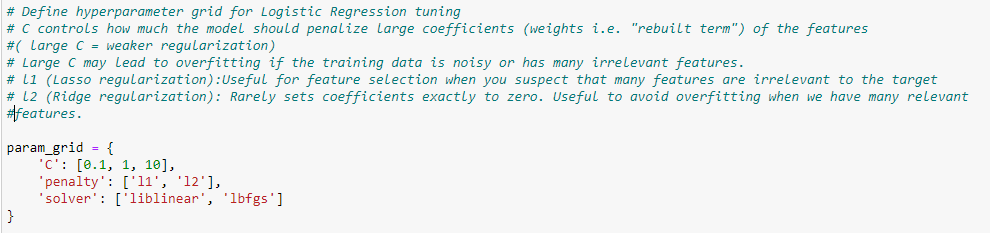 # Define hyperparameter grid for Logistic Regression tuning
# C controls how much the model should penalize large coefficients (weights i.e. "rebuilt term") of the features
#( large C = weaker regularization)
# Large C may lead to overfitting if the training data is noisy or has many irrelevant features.
# l1 (Lasso regularization):Useful for feature selection when you suspect that many features are irrelevant to the target
# l2 (Ridge regularization): Rarely sets coefficients exactly to zero. Useful to avoid overfitting when we have many relevant
#features.
param_grid = {
    'C': [0.1, 1, 10],
    'penalty': ['l1', 'l2'],
    'solver': ['liblinear', 'lbfgs']
}